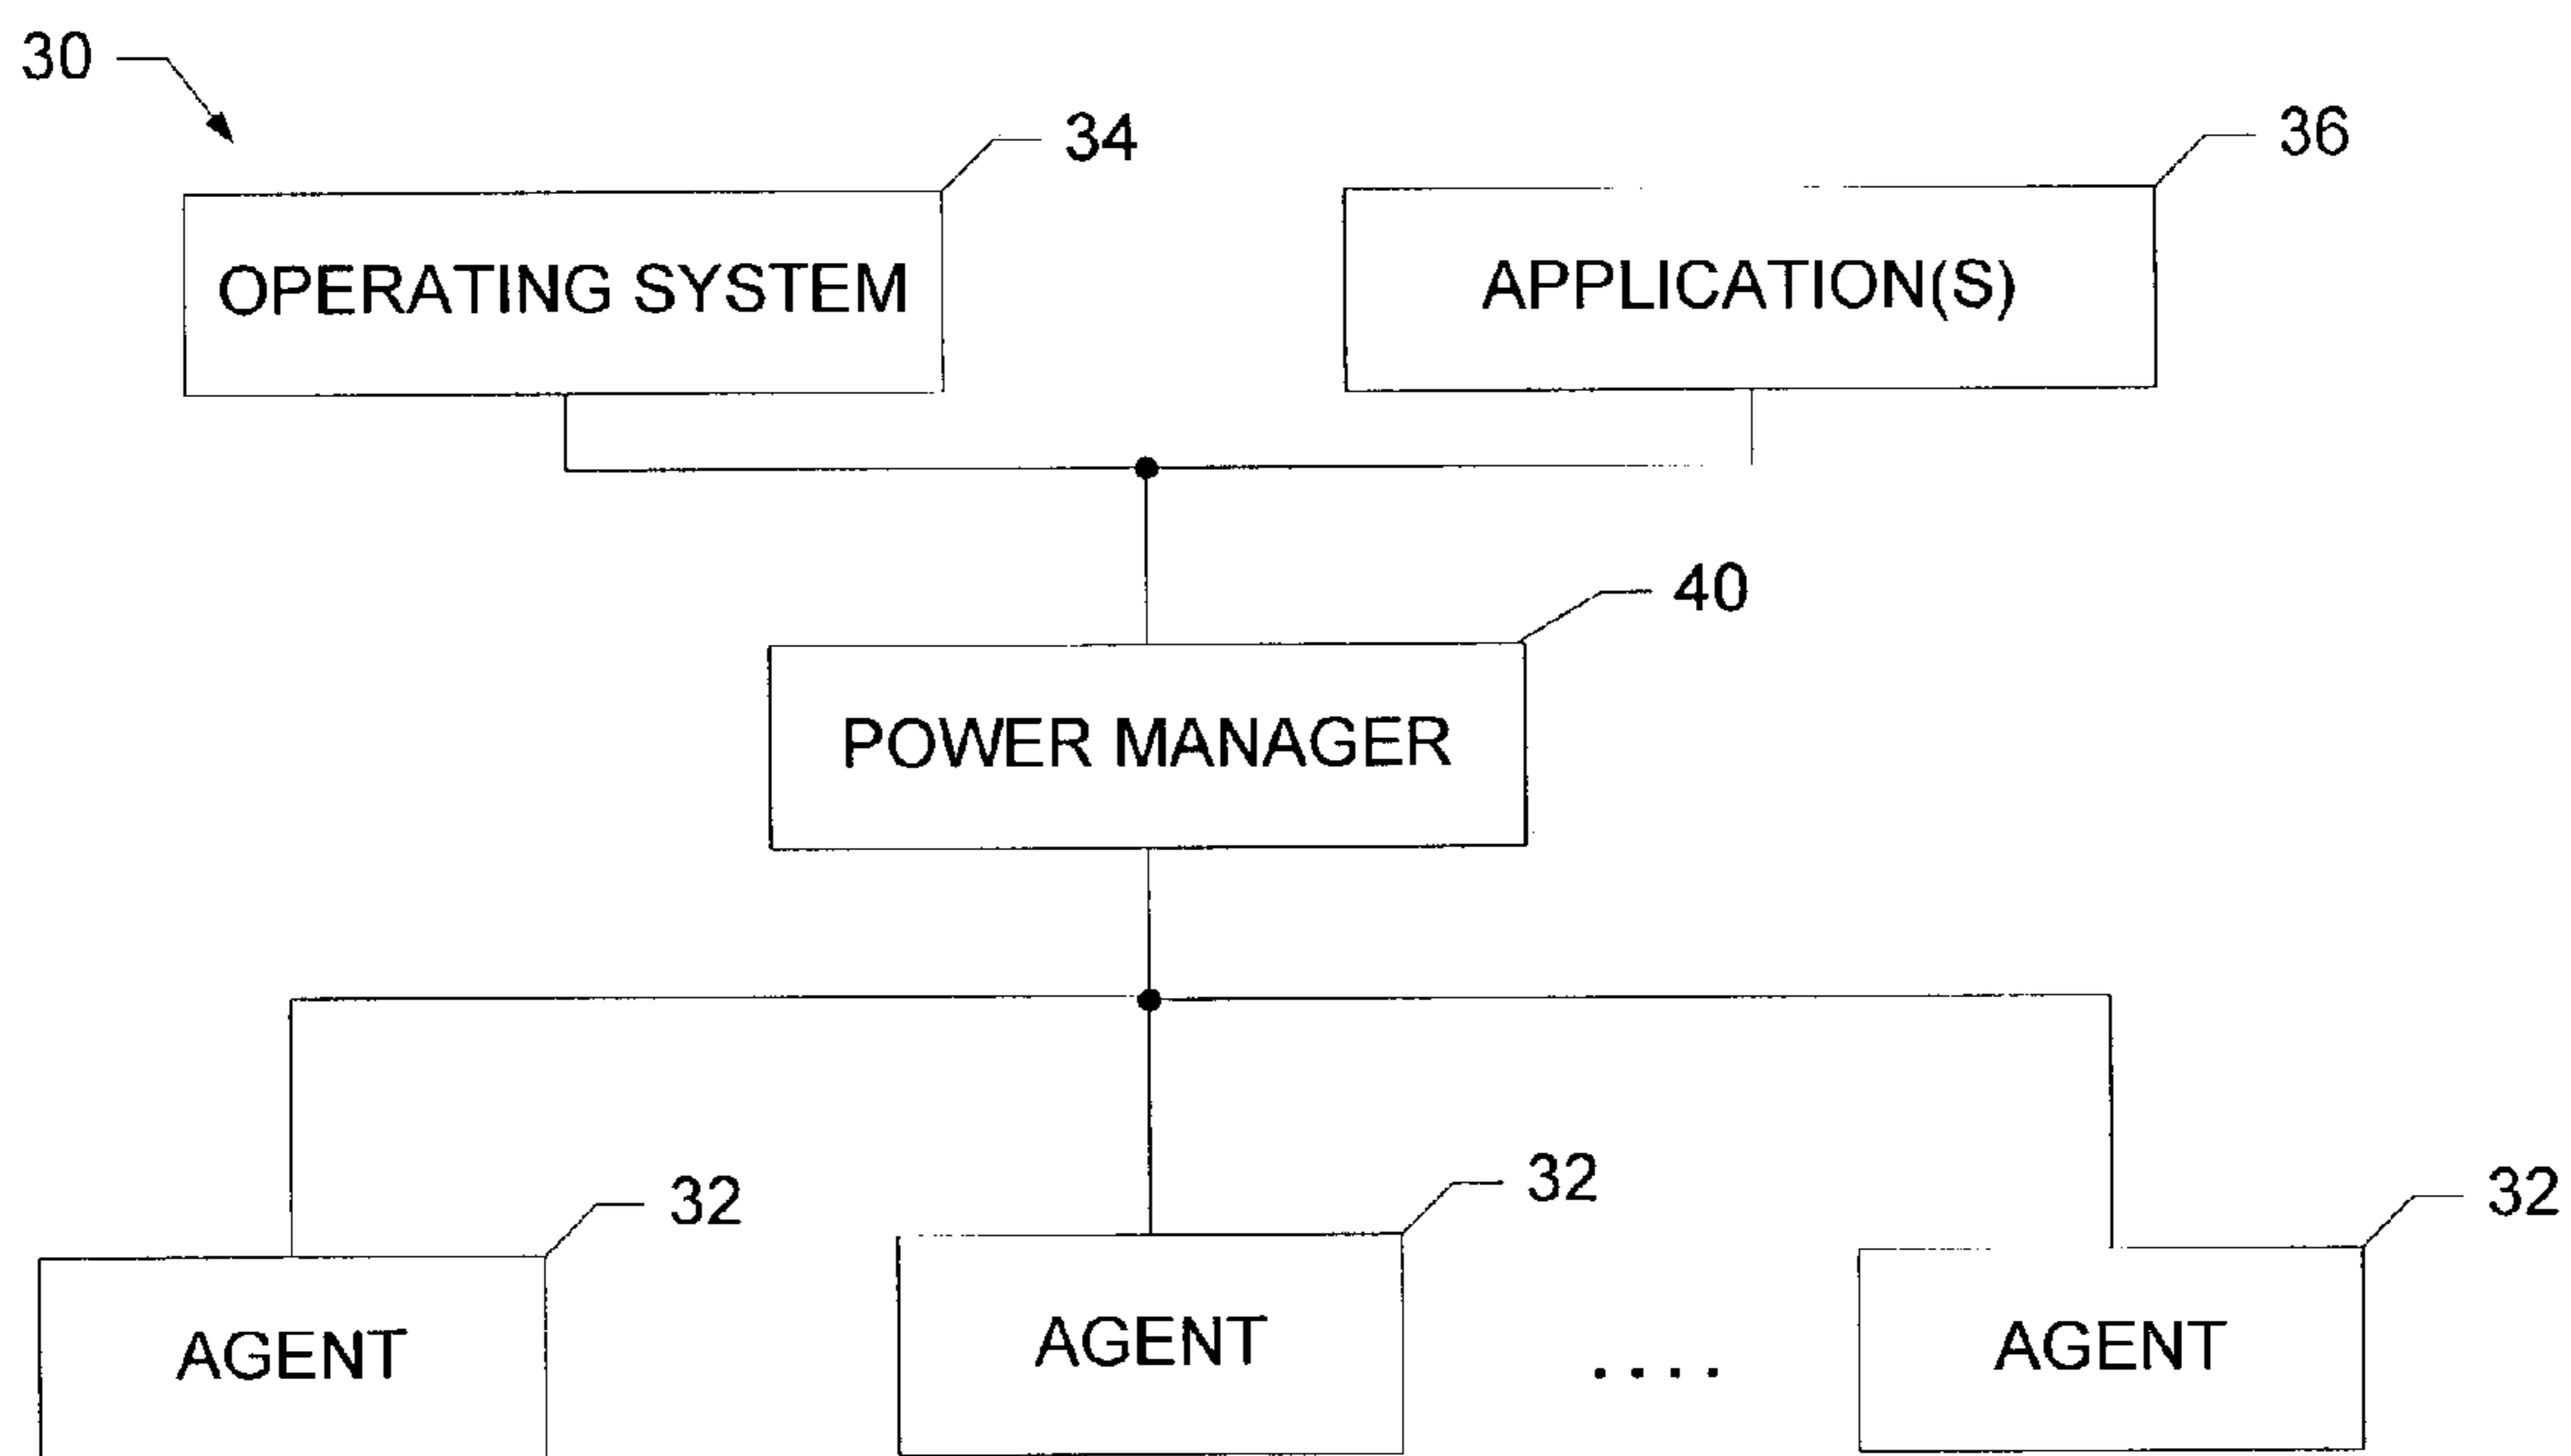 30
34
36
OPERATING SYSTEM
APPLICATION(S)
40
POWER MANAGER
32
32
32
AGENT
AGENT
....
AGENT